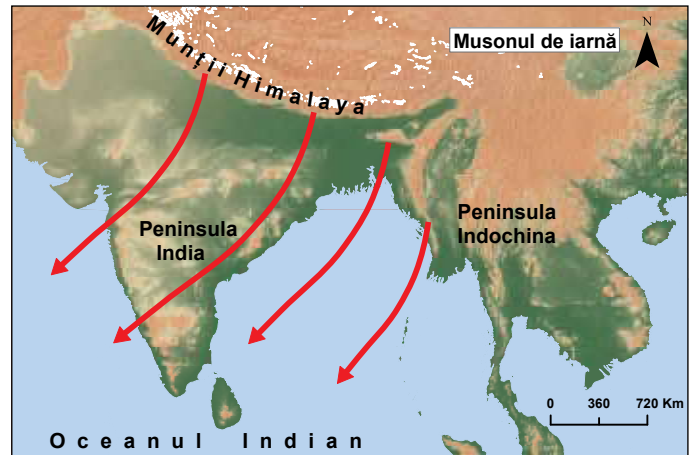 N
Musonul de iarnă
Munții Himalaya
Peninsula
India
Peninsula
Indochina
0 360 720 Km
Oceanul Indian